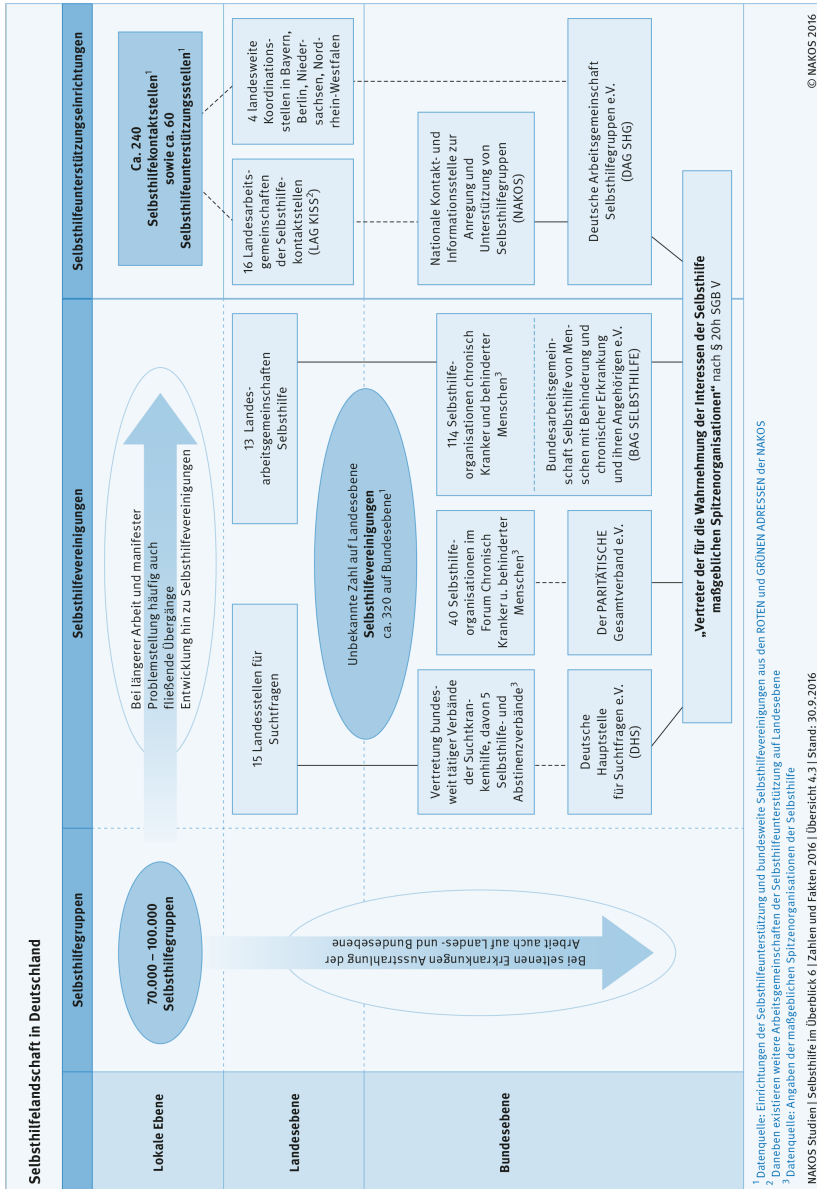 Selbsthilfelandschaft in Deutschland
Selbsthilfegruppen
Selbsthilfevereinigungen
Selbsthilfeunterstützungseinrichtungen
Lokale Ebene
70.000 – 100.000
Selbsthilfegruppen
Bei längerer Arbeit und manifester
Problemstellung häufig auch
fließende Übergänge
Entwicklung hin zu Selbsthilfevereinigungen
Ca. 240
Selbsthilfekontaktstellen¹
sowie ca. 60
Selbsthilfeunterstützungsstellen¹
Bei seltenen Erkrankungen Ausstrahlung der
Arbeit auch auf Landes- und Bundesebene
Landesebene
15 Landesstellen für
Suchtfragen
13 Landes-
arbeitsgemeinschaften
Selbsthilfe
16 Landesarbeits-
gemeinschaften
der Selbsthilfe-
kontaktstellen
(LAG KISS²)
4 landesweite
Koordinations-
stellen in Bayern,
Berlin, Nieder-
sachsen, Nord-
rhein-Westfalen
Unbekannte Zahl auf Landesebene
Selbsthilfevereinigungen
ca. 320 auf Bundesebene¹
Bundesebene
Vertretung bundes-
weit tätiger Verbände
der Suchtkran-
kenhilfe, davon 5
Selbsthilfe- und
Abstinenzverbände³
40 Selbsthilfe-
organisationen im
Forum Chronisch
Kranker u. behinderter
Menschen³
114 Selbsthilfe-
organisationen chronisch
Kranker und behinderter
Menschen³
Nationale Kontakt- und
Informationsstelle zur
Anregung und
Unterstützung von
Selbsthilfegruppen
(NAKOS)
Deutsche
Hauptstelle
für Suchtfragen e.V.
(DHS)
Der PARITÄTISCHE
Gesamtverband e.V.
Bundesarbeitsgemein-
schaft Selbsthilfe von Men-
schen mit Behinderung und
chronischer Erkrankung
und ihren Angehörigen e.V.
(BAG SELBSTHILFE)
Deutsche Arbeitsgemeinschaft
Selbsthilfegruppen e.V.
(DAG SHG)
„Vertreter der für die Wahrnehmung der Interessen der Selbsthilfe
maßgeblichen Spitzenorganisationen“ nach § 20h SGB V
¹ Datenquelle: Einrichtungen der Selbsthilfeunterstützung und bundesweite Selbsthilfevereinigungen aus den ROTEN und GRÜNEN ADRESSEN der NAKOS
² Daneben existieren weitere Arbeitsgemeinschaften der Selbsthilfeunterstützung auf Landesebene
³ Datenquelle: Angaben der maßgeblichen Spitzenorganisationen der Selbsthilfe
NAKOS Studien | Selbsthilfe im Überblick 6 | Zahlen und Fakten 2016 | Übersicht 4.3 | Stand: 30.9.2016
© NAKOS 2016